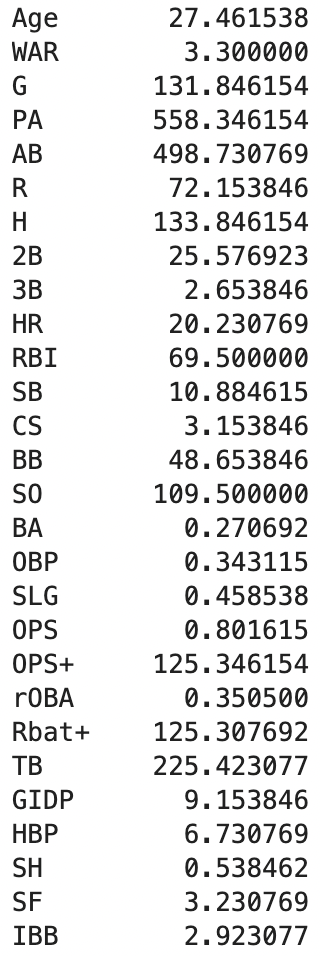 Age 27.461538
WAR 3.300000
G 131.846154
PA 558.346154
AB 498.730769
R 72.153846
H 133.846154
2B 25.576923
3B 2.653846
HR 20.230769
RBI 69.500000
SB 10.884615
CS 3.153846
BB 48.653846
SO 109.500000
BA 0.270692
OBP 0.343115
SLG 0.458538
OPS 0.801615
OPS+ 125.346154
rOBA 0.350500
Rbat+ 125.307692
TB 225.423077
GIDP 9.153846
HBP 6.730769
SH 0.538462
SF 3.230769
IBB 2.923077